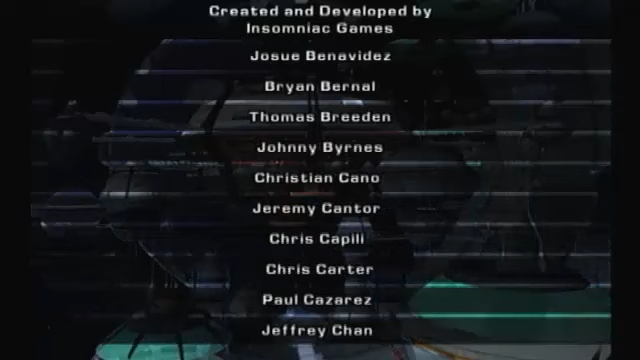 Created and Developed by
Insomniac Games
Josue Benavidez
Bryan Bernal
Thomas Breeden
Johnny Byrnes
Christian Cano
Jeremy Cantor
Chris Capili
Chris Carter
Paul Cazarez
Jeffrey Chan